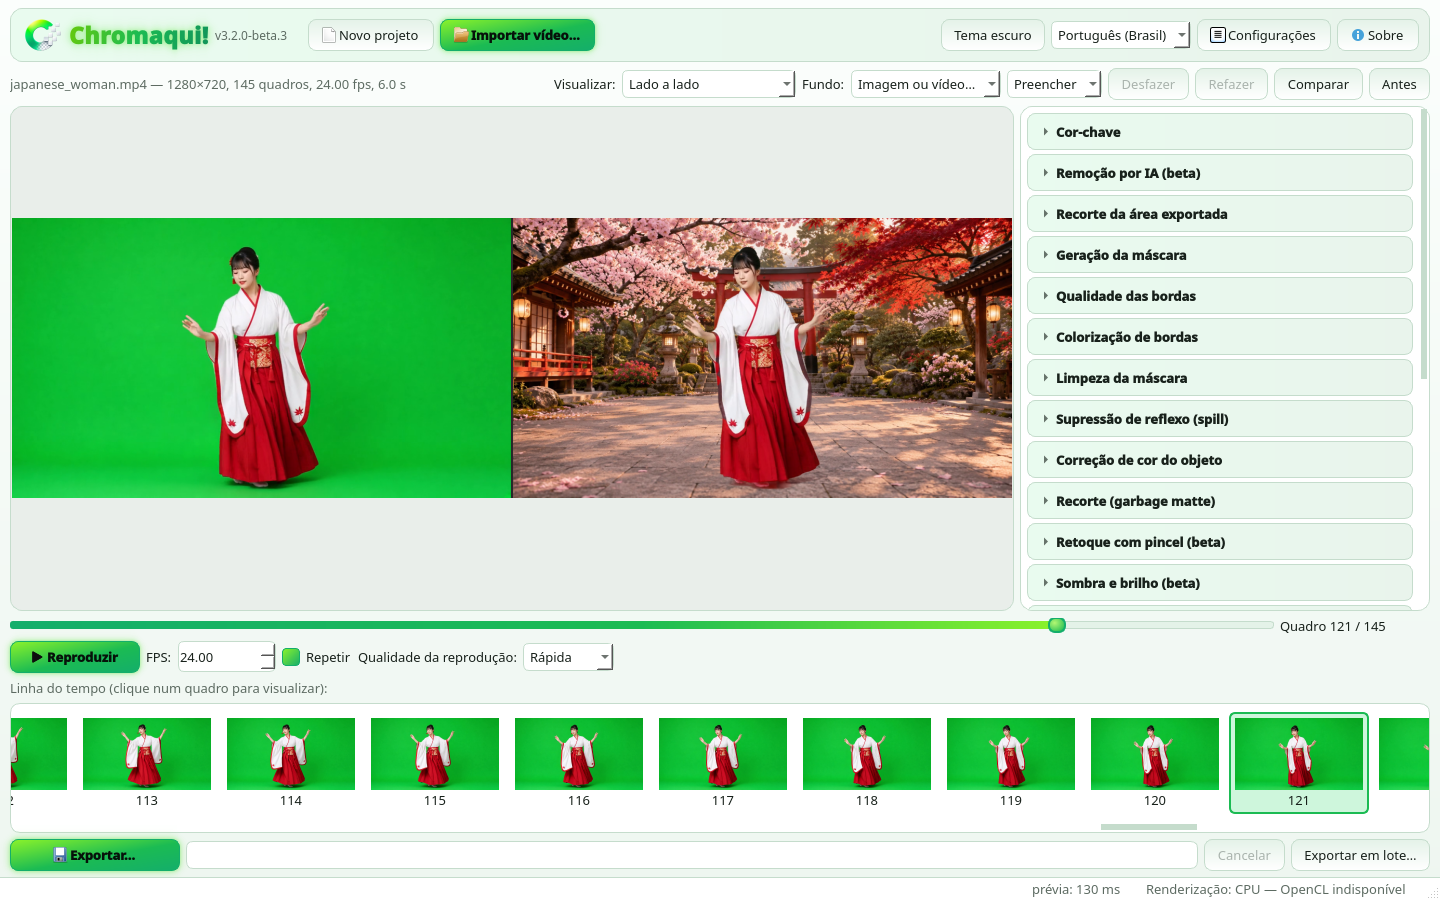 Chromaqui! v3.2.0-beta.3 Novo projeto Importar vídeo... Tema escuro Português (Brasil) Configurações Sobre
japanese_woman.mp4 — 1280×720, 145 quadros, 24.00 fps, 6.0 s Visualizar: Lado a lado Fundo: Imagem ou vídeo... Preencher Desfazer Refazer Comparar Antes
Cor-chave
Remoção por IA (beta)
Recorte da área exportada
Geração da máscara
Qualidade das bordas
Colorização de bordas
Limpeza da máscara
Supressão de reflexo (spill)
Correção de cor do objeto
Recorte (garbage matte)
Retoque com pincel (beta)
Sombra e brilho (beta)
Quadro 121 / 145
Reproduzir FPS: 24.00 Repetir Qualidade da reprodução: Rápida
Linha do tempo (clique num quadro para visualizar):
2 113 114 115 116 117 118 119 120 121
Exportar... Cancelar Exportar em lote...
prévia: 130 ms Renderização: CPU — OpenCL indisponível